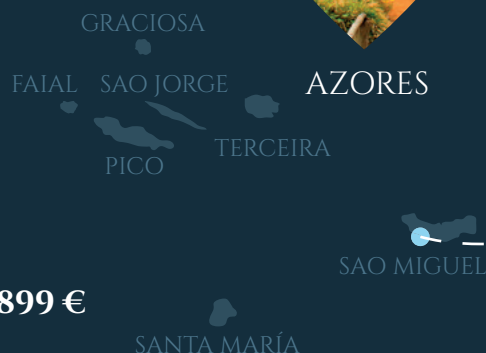 GRACIOSA
FAIAL
SAO JORGE
AZORES
TERCEIRA
PICO
SAO MIGUEL
899 €
SANTA MARÍA